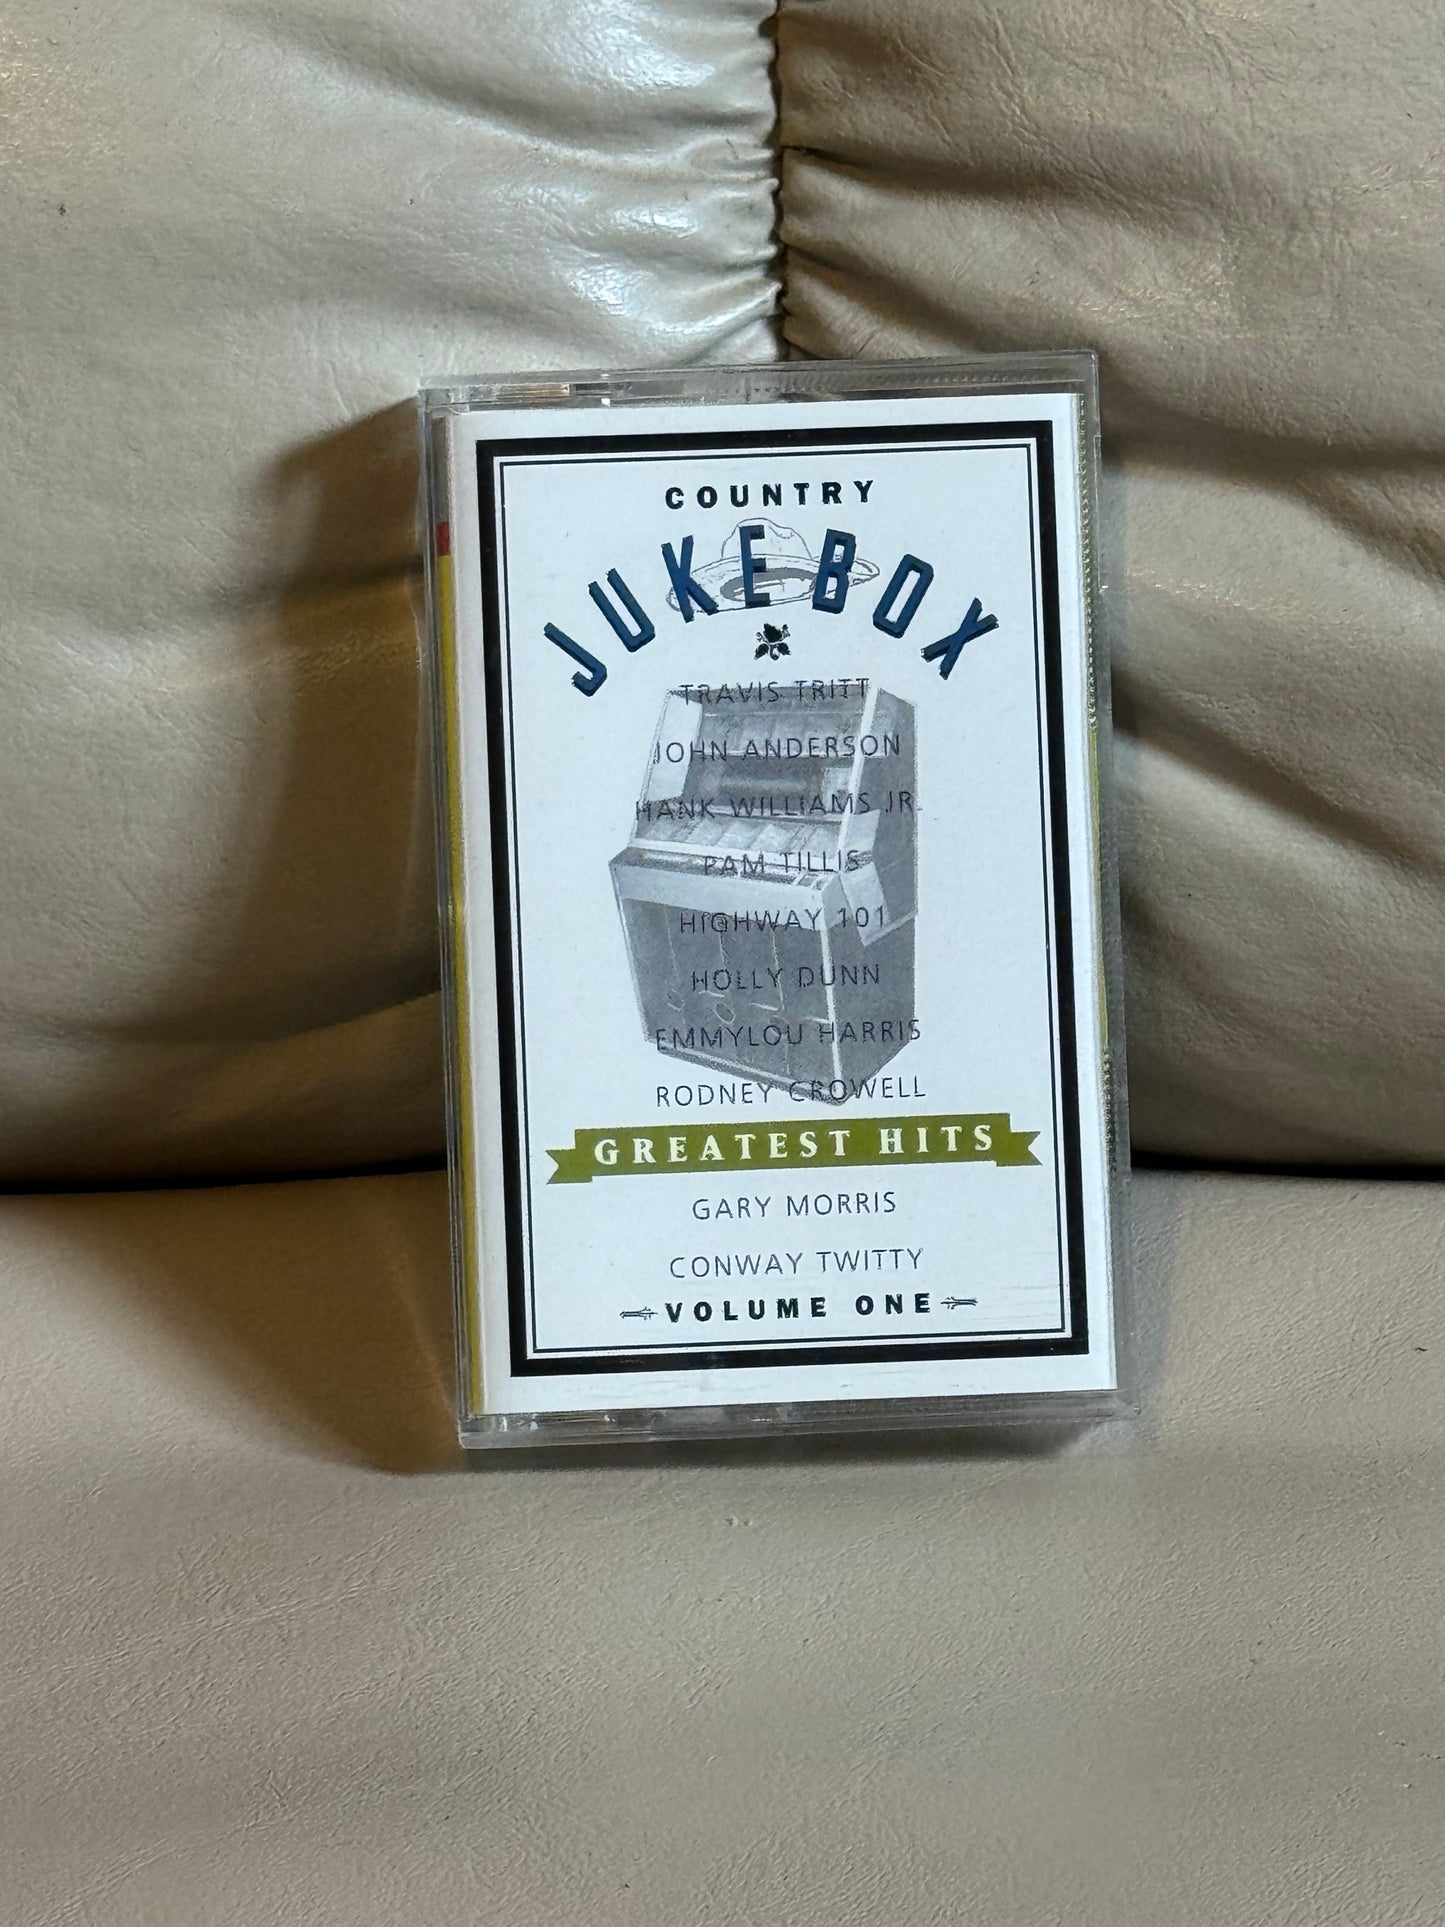 COUNTRY
JUKEBOX
TRAVIS TRITT
JOHN ANDERSON
HANK WILLIAMS JR.
PAM TILLIS
HIGHWAY 101
HOLLY DUNN
EMMYLOU HARRIS
RODNEY CROWELL
GREATEST HITS
GARY MORRIS
CONWAY TWITTY
VOLUME ONE